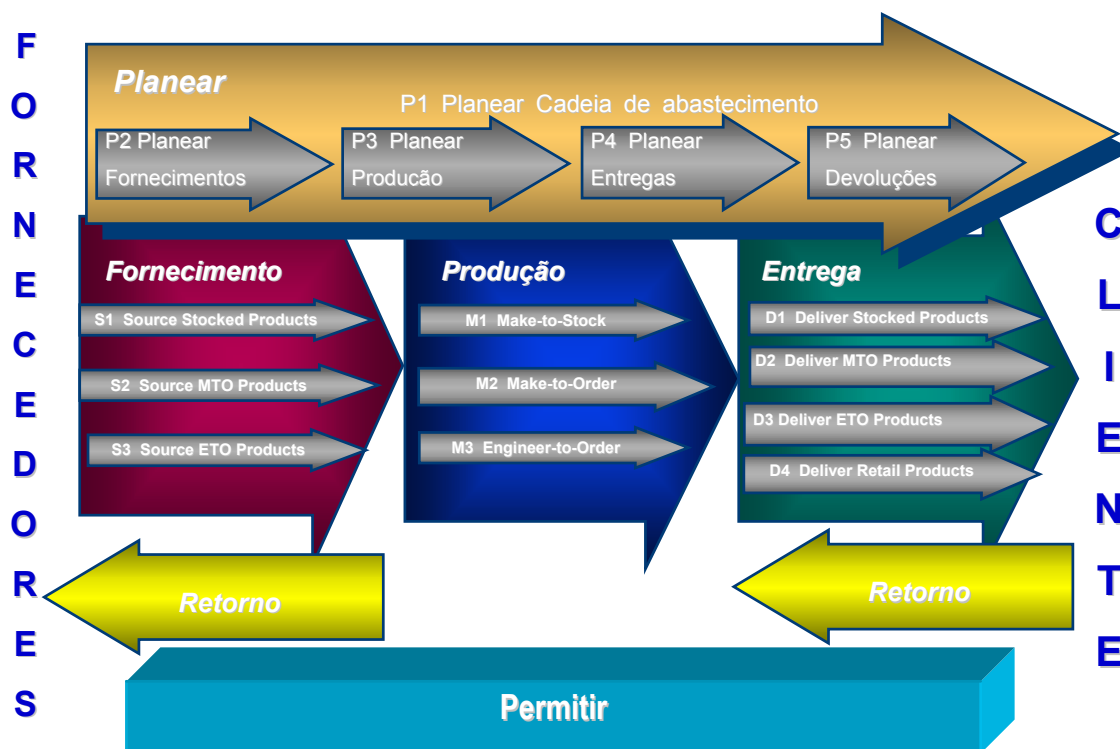 FORNECEDORES
Planear
P1 Planear Cadeia de abastecimento
P2 Planear
Fornecimentos
P3 Planear
Producão
P4 Planear
Entregas
P5 Planear
Devoluções
Fornecimento
S1 Source Stocked Products
S2 Source MTO Products
S3 Source ETO Products
Produção
M1 Make-to-Stock
M2 Make-to-Order
M3 Engineer-to-Order
Entrega
D1 Deliver Stocked Products
D2 Deliver MTO Products
D3 Deliver ETO Products
D4 Deliver Retail Products
Retorno
Retorno
Permitir
CLIENTE